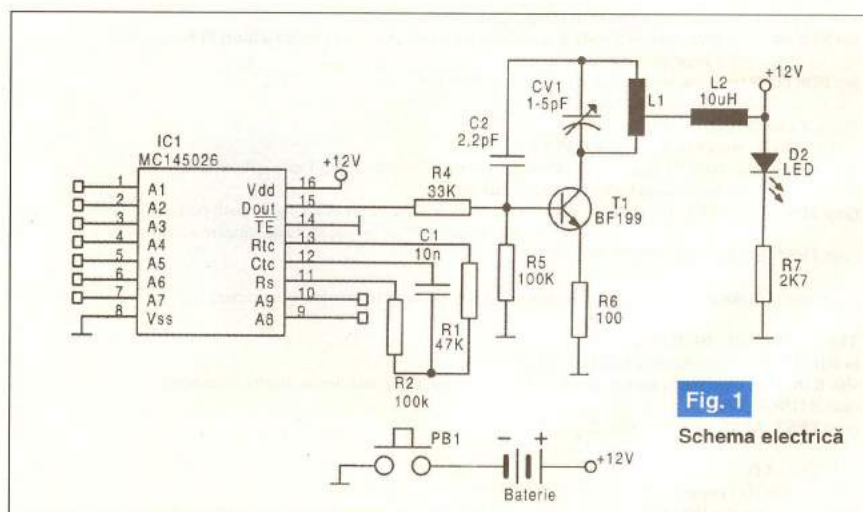 IC1
MC145026
1 A1
2 A2
3 A3
4 A4
5 A5
6 A6
7 A7
8 Vss
Vdd 16
Dout 15
TE 14
Rtc 13
Ctc 12
Rs 11
A9 10
A8 9
+12V
R4
33K
C1
10n
R1
47K
R2
100k
C2
2,2pF
CV1
1-5pF
L1
L2
10uH
+12V
D2
LED
T1
BF199
R5
100K
R6
100
R7
2K7
PB1
- +
Baterie
+12V
Fig. 1
Schema electrică